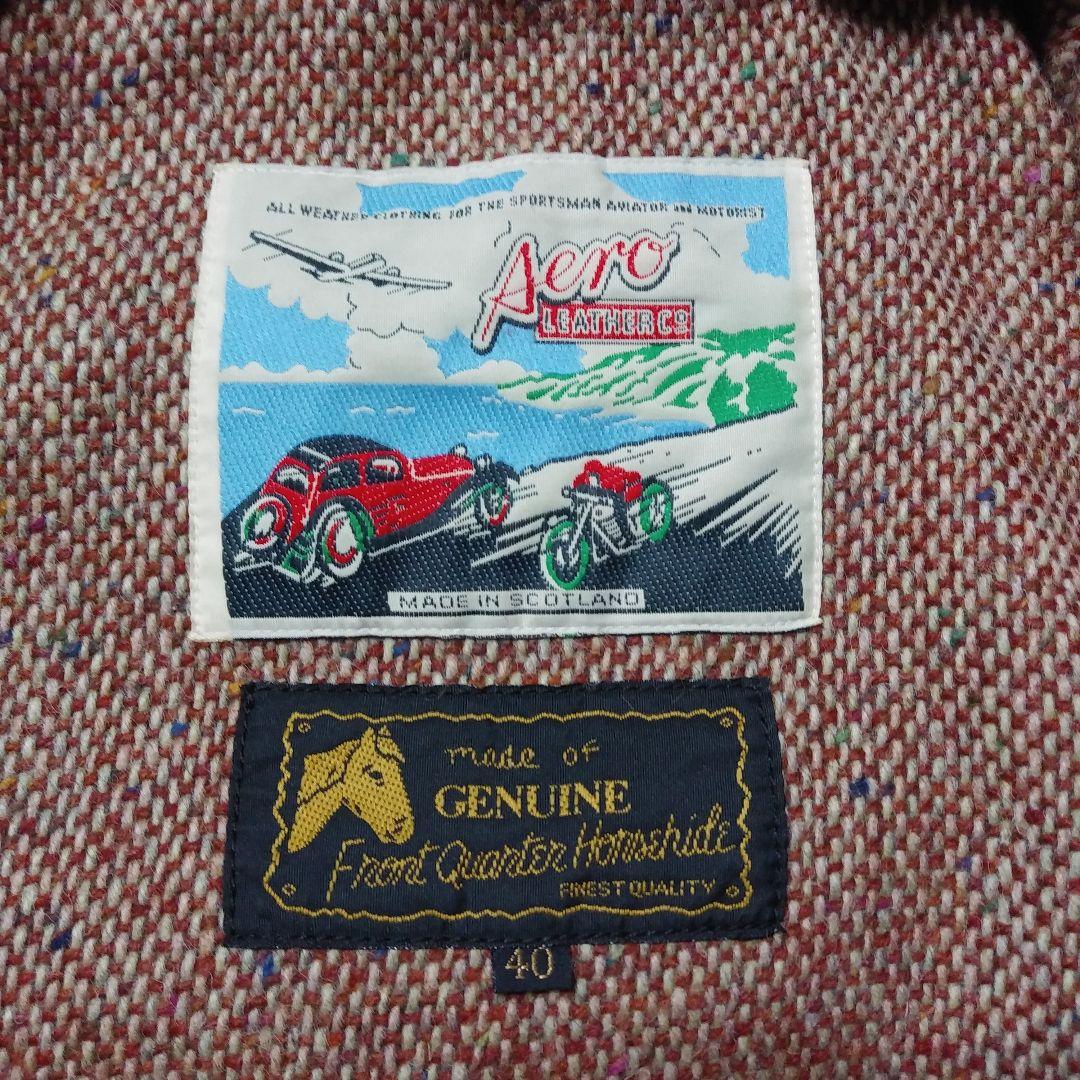 ALL WEATHER CLOTHING FOR THE SPORTSMAN AVIATOR AND MOTORIST
Aero
LEATHER Co
MADE IN SCOTLAND
made of
GENUINE
Front Quarter Horsehide
FINEST QUALITY
40